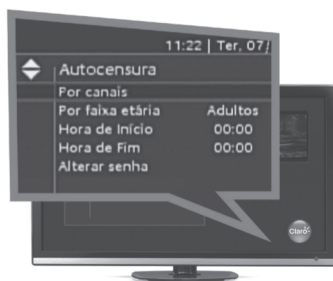 11:22 | Ter, 07/
Autocensura
Por canais
Por faixa etária Adultos
Hora de Início 00:00
Hora de Fim 00:00
Alterar senha
Claro